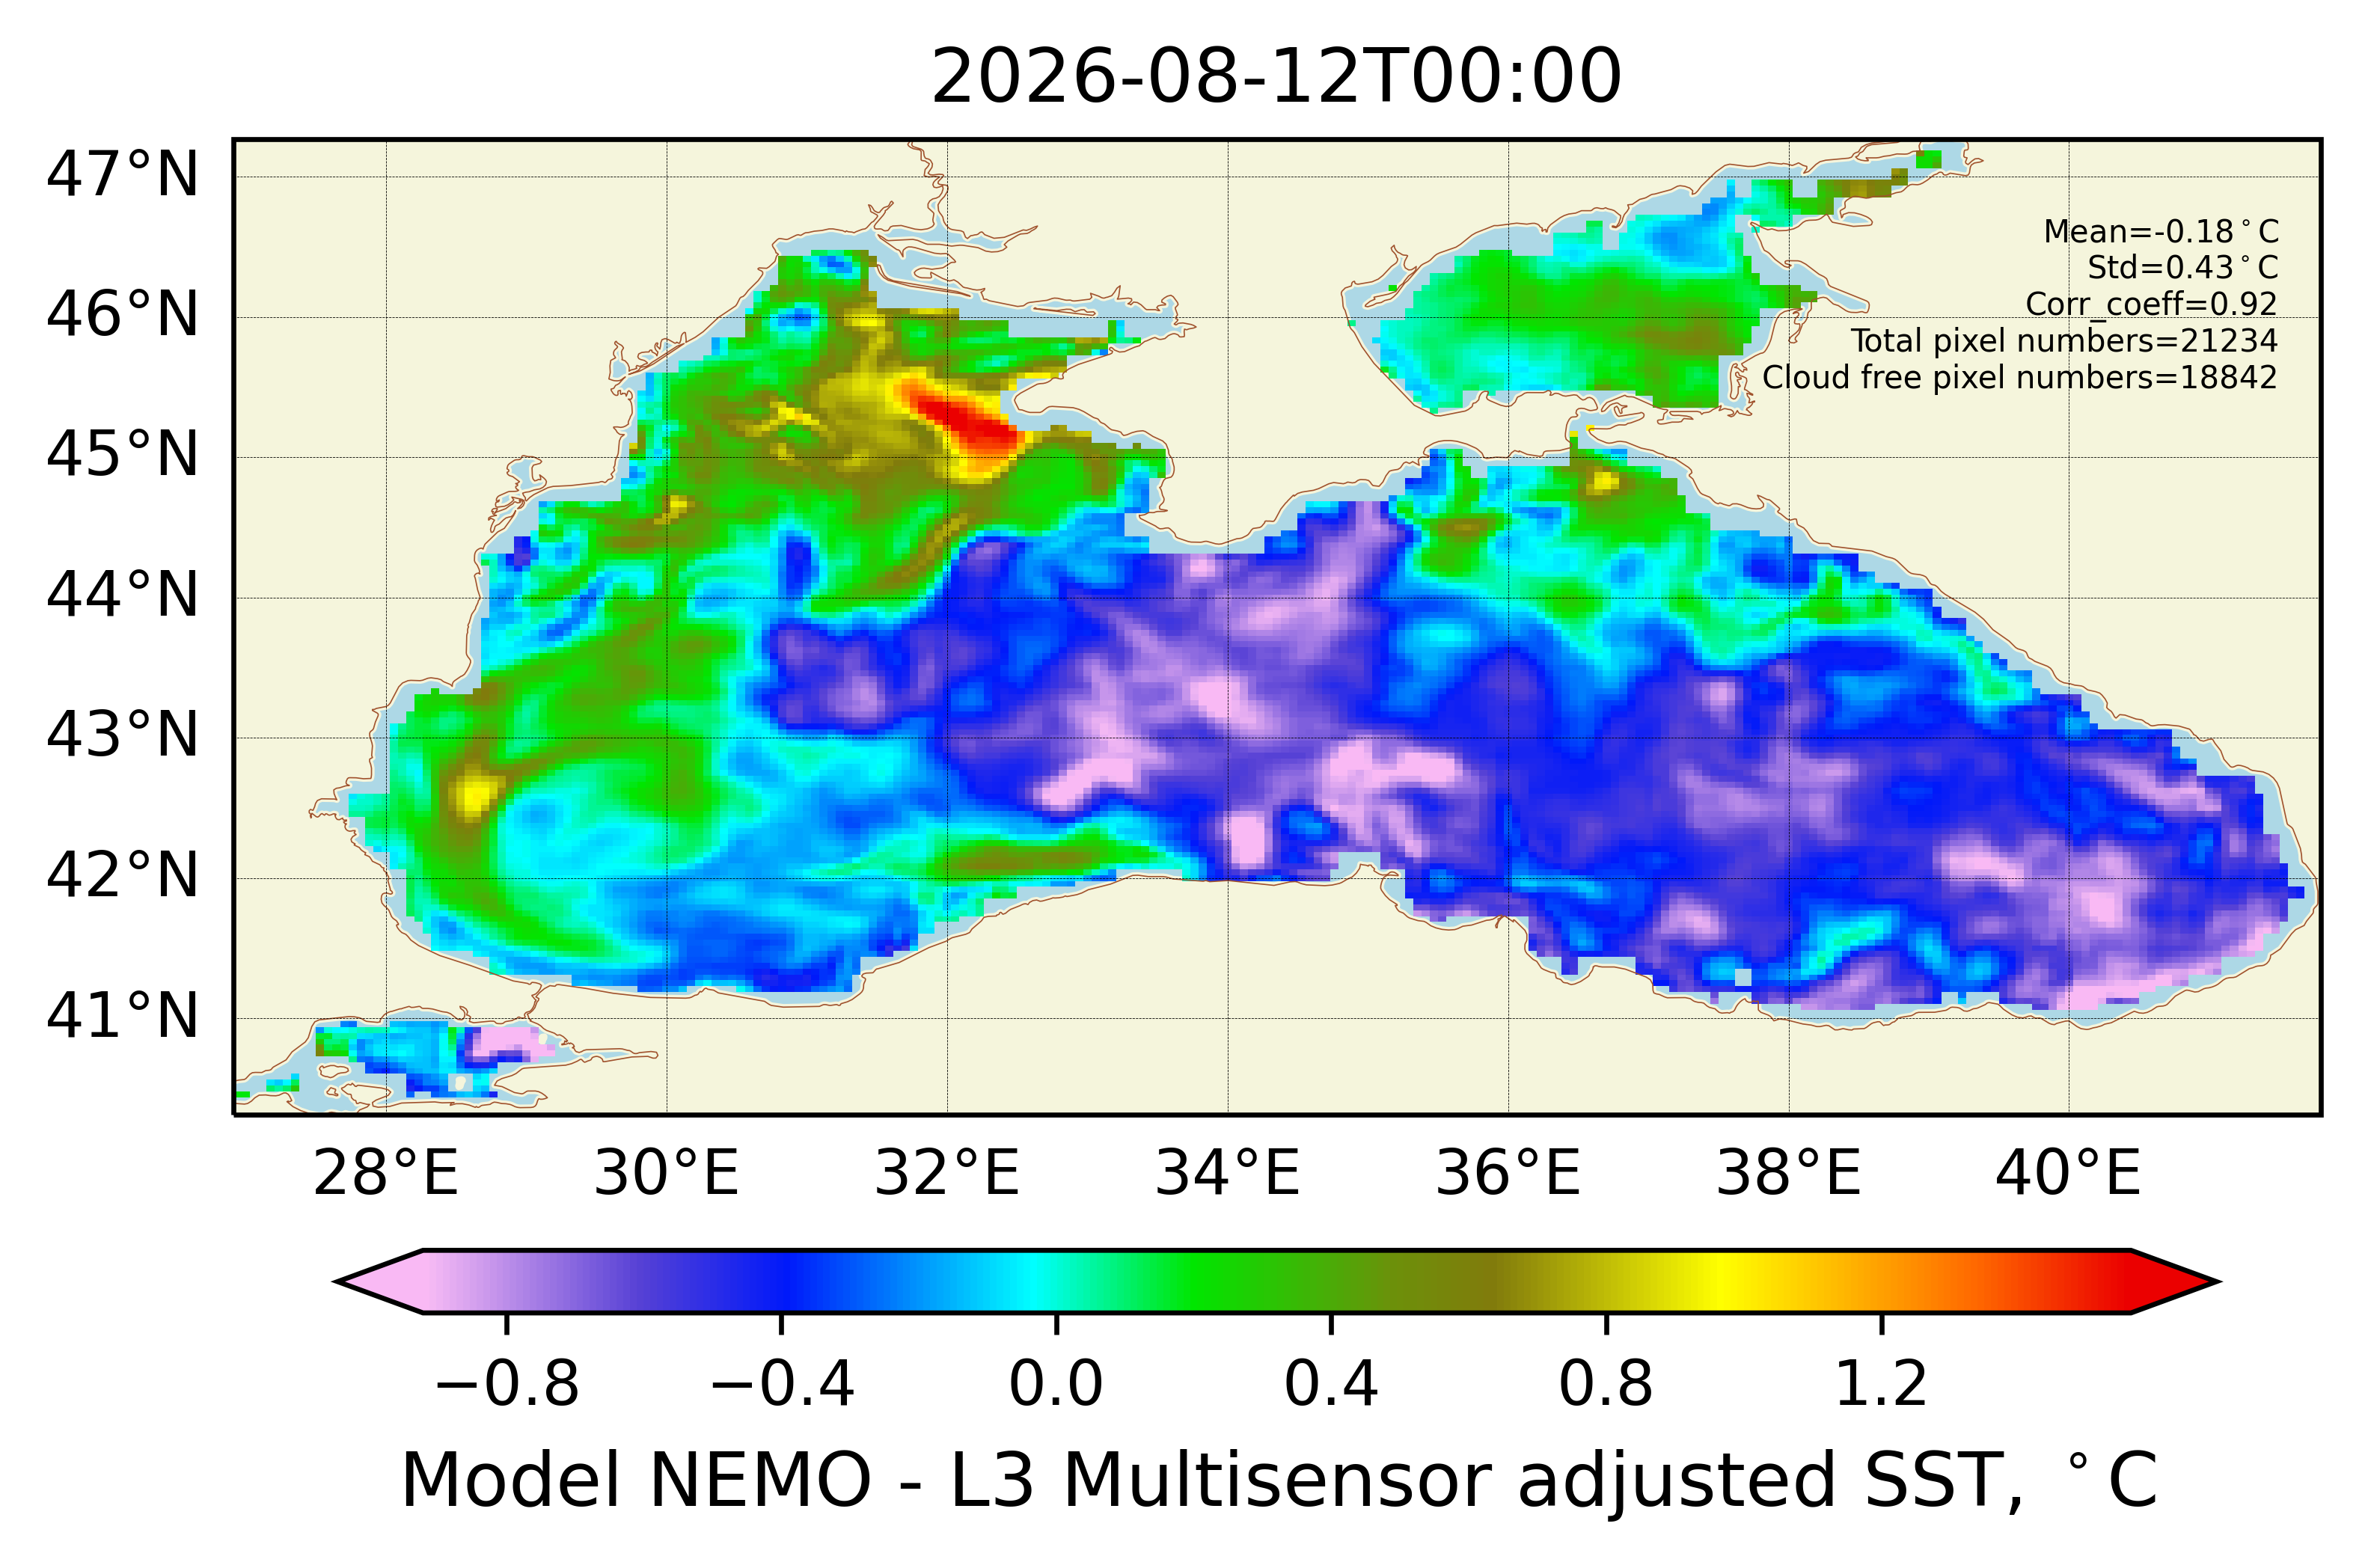 2026-08-12T00:00
47°N
46°N
45°N
44°N
43°N
42°N
41°N
Mean=-0.18°C
Std=0.43°C
Corr_coeff=0.92
Total pixel numbers=21234
Cloud free pixel numbers=18842
28°E 30°E 32°E 34°E 36°E 38°E 40°E
−0.8 −0.4 0.0 0.4 0.8 1.2
Model NEMO - L3 Multisensor adjusted SST, °C